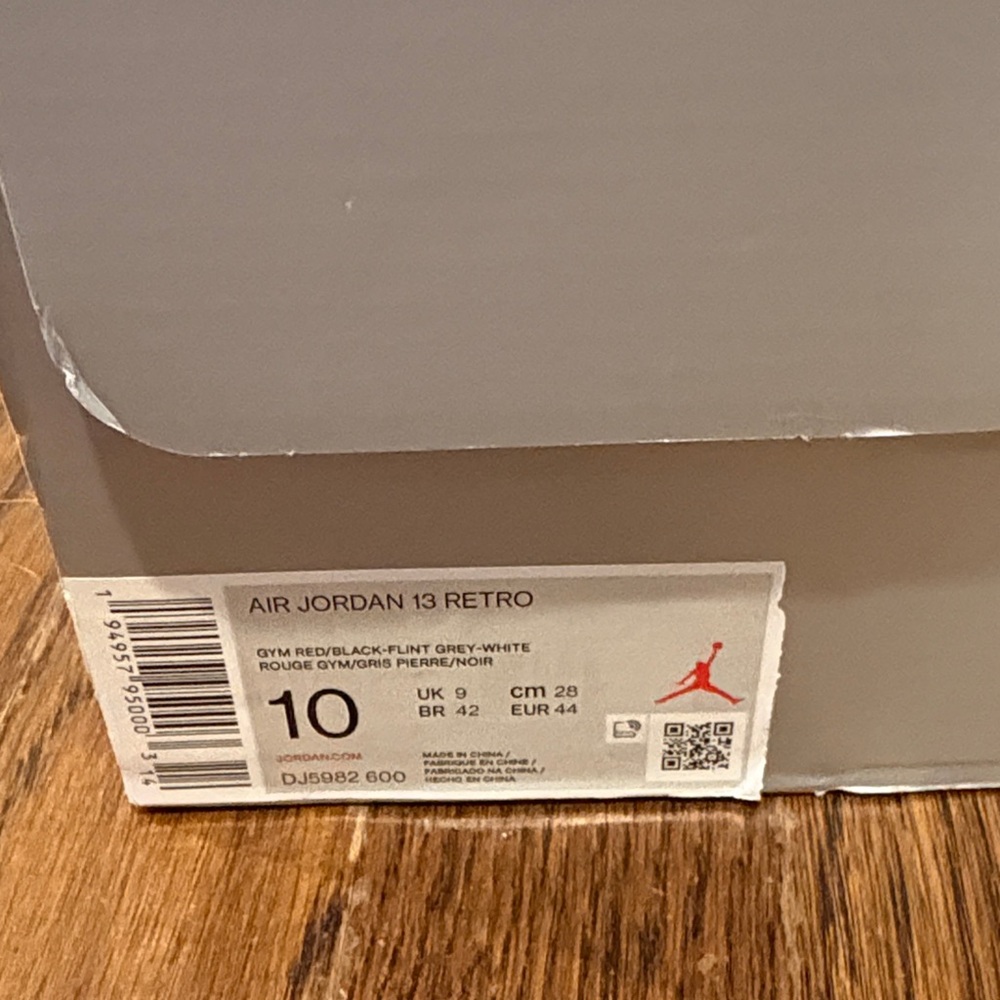 AIR JORDAN 13 RETRO
GYM RED/BLACK-FLINT GREY-WHITE
ROUGE GYM/GRIS PIERRE/NOIR
10
UK 9
cm 28
BR 42
EUR 44
JORDAN.COM
DJ5982 600
MADE IN CHINA /
FABRIQUE EN CHINE /
FABRICADO NA CHINA /
HECHO EN CHINA
1 94957 95000 3 14